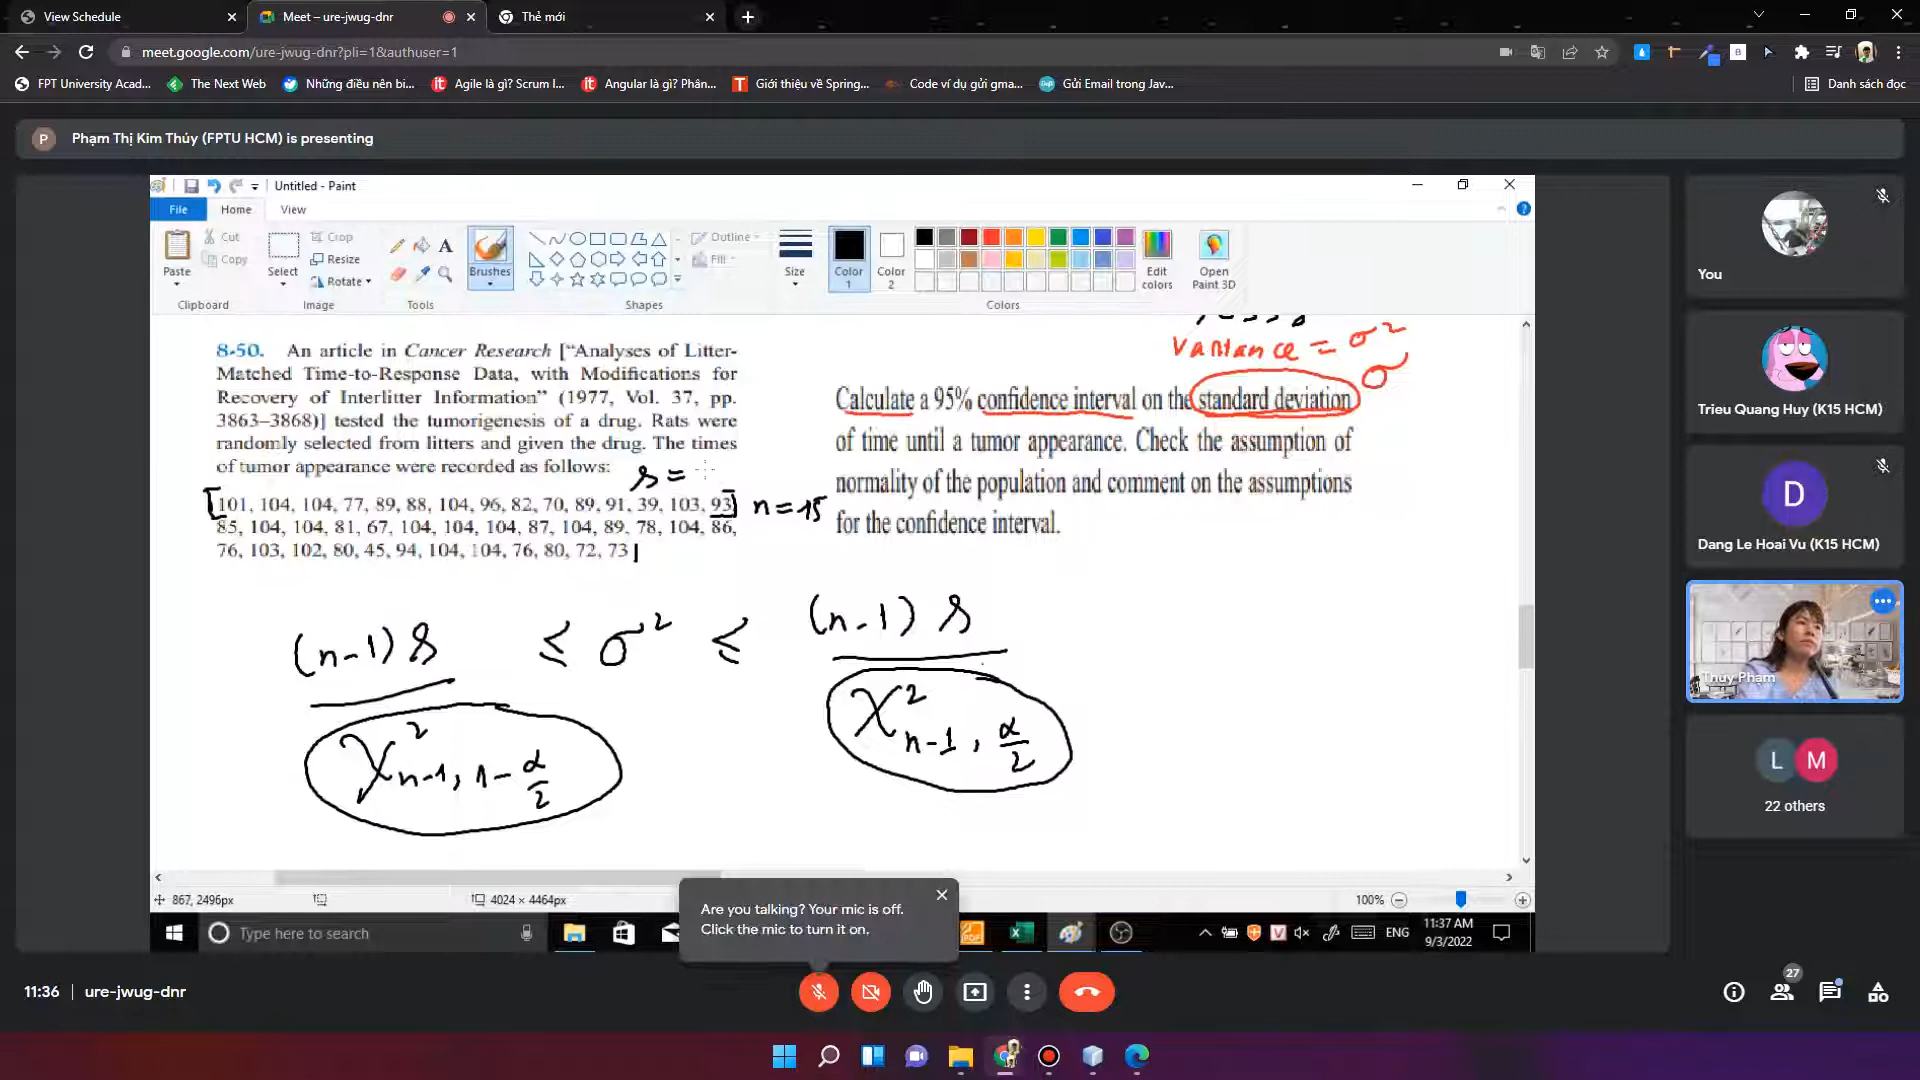 View Schedule
Meet – ure-jwug-dnr
Thẻ mới
meet.google.com/ure-jwug-dnr?pli=1&authuser=1
FPT University Acad...
The Next Web
Những điều nên bi...
Agile là gì? Scrum l...
Angular là gì? Phân...
Giới thiệu về Spring...
Code ví dụ gửi gma...
Gửi Email trong Jav...
Danh sách đọc
P
Phạm Thị Kim Thúy (FPTU HCM) is presenting
Untitled - Paint
File
Home
View
Paste
Cut
Copy
Clipboard
Select
Crop
Resize
Rotate
Image
A
Tools
Brushes
Outline
Fill
Shapes
Size
Color 1
Color 2
Edit colors
Open Paint 3D
Colors
8-50. An article in Cancer Research ["Analyses of Litter-
Matched Time-to-Response Data, with Modifications for
Recovery of Interlitter Information" (1977, Vol. 37, pp.
3863–3868)] tested the tumorigenesis of a drug. Rats were
randomly selected from litters and given the drug. The times
of tumor appearance were recorded as follows:
s =
101, 104, 104, 77, 89, 88, 104, 96, 82, 70, 89, 91, 39, 103, 93
n = 15
85, 104, 104, 81, 67, 104, 104, 104, 87, 104, 89, 78, 104, 86,
76, 103, 102, 80, 45, 94, 104, 104, 76, 80, 72, 73
Variance = σ²
σ
Calculate a 95% confidence interval on the standard deviation
of time until a tumor appearance. Check the assumption of
normality of the population and comment on the assumptions
for the confidence interval.
(n-1) s ≤ σ² ≤ (n-1) s
χ² n-1, 1-α/2
χ² n-1, α/2
867, 2496px
4024 × 4464px
100%
Type here to search
ENG
11:37 AM
9/3/2022
Are you talking? Your mic is off.
Click the mic to turn it on.
You
Trieu Quang Huy (K15 HCM)
D
Dang Le Hoai Vu (K15 HCM)
Thuy Pham
L
M
22 others
11:36 | ure-jwug-dnr
27